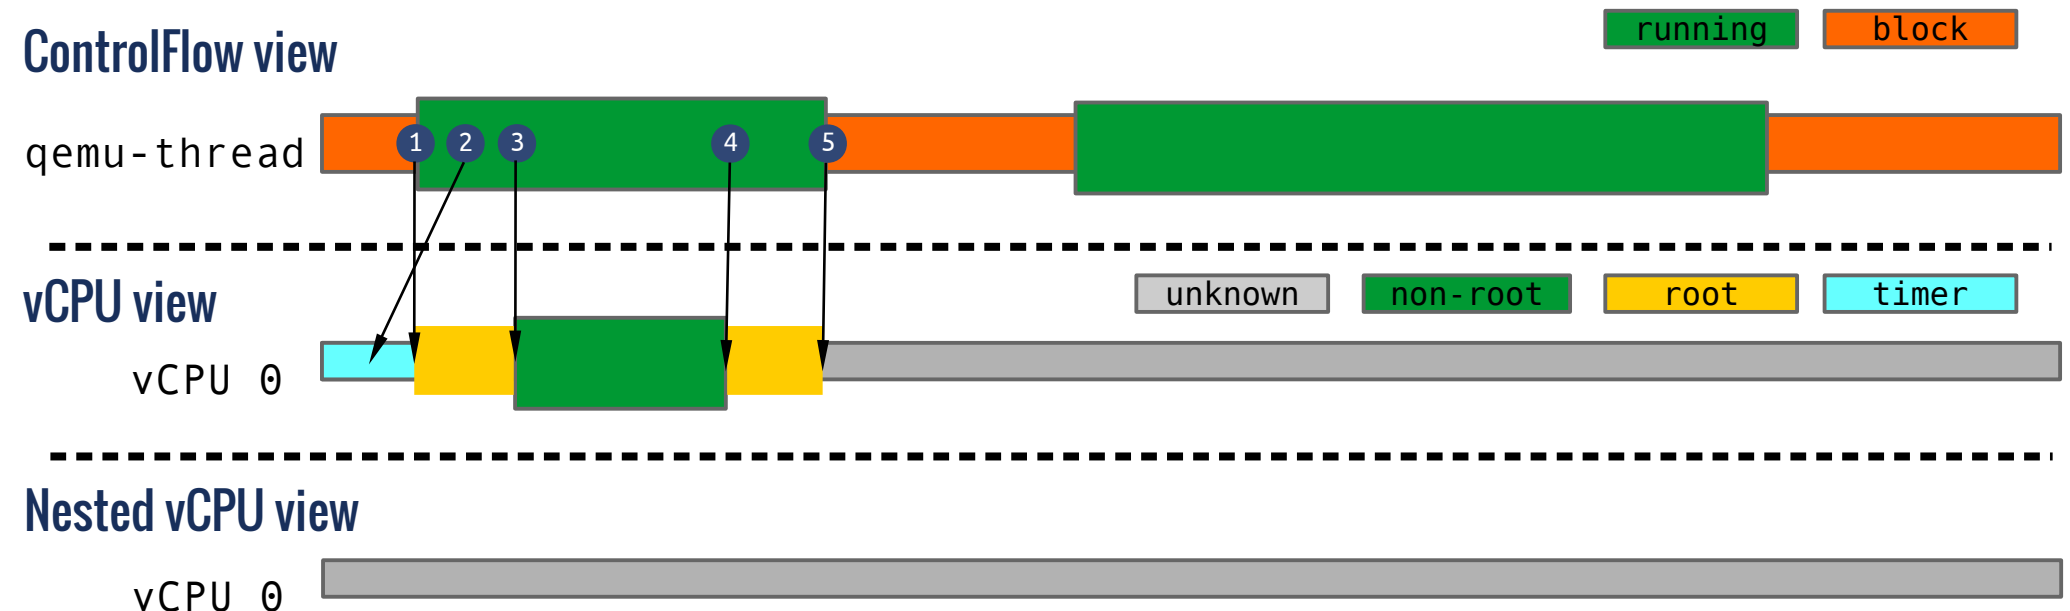 ControlFlow view
running
block
qemu-thread
1
2
3
4
5
vCPU view
unknown
non-root
root
timer
vCPU 0
Nested vCPU view
vCPU 0